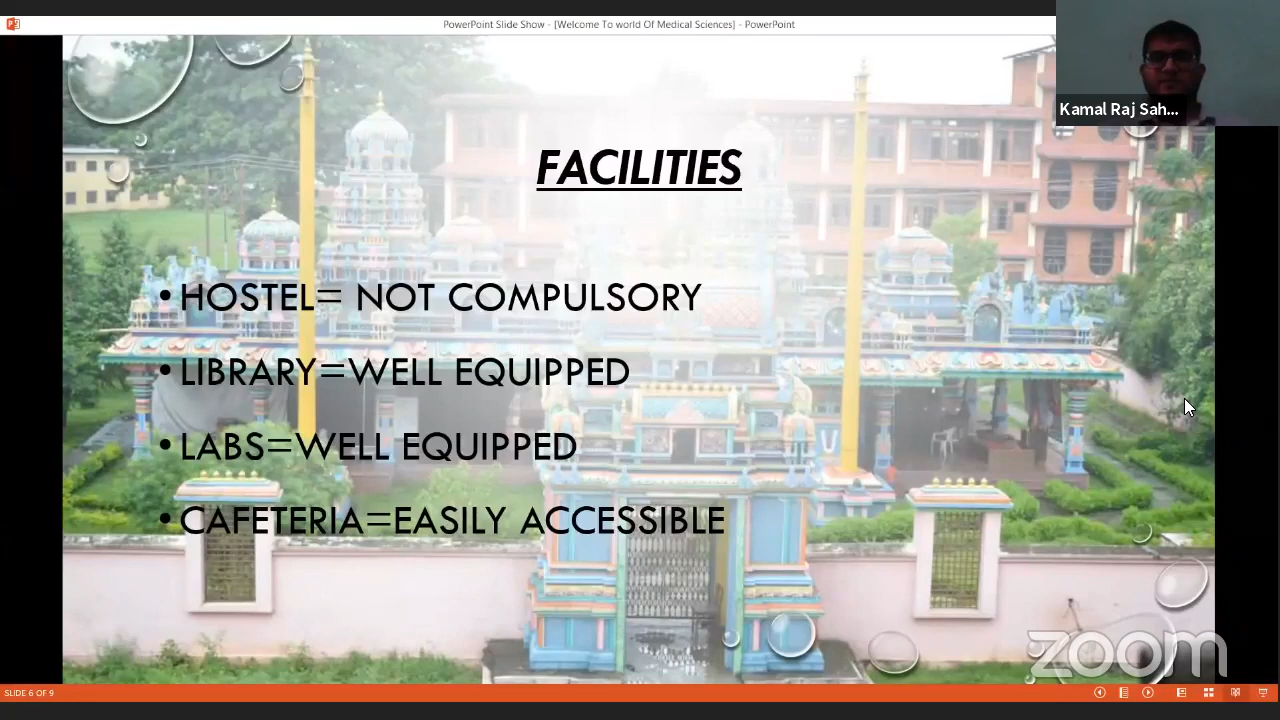 PowerPoint Slide Show - [Welcome To world Of Medical Sciences] - PowerPoint
Kamal Raj Sah...
FACILITIES
• HOSTEL= NOT COMPULSORY
• LIBRARY=WELL EQUIPPED
• LABS=WELL EQUIPPED
• CAFETERIA=EASILY ACCESSIBLE
zoom
SLIDE 6 OF 9